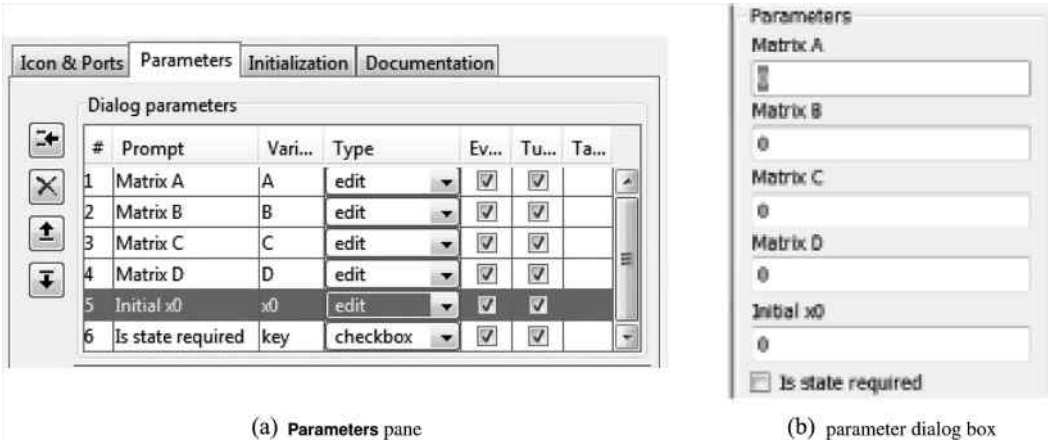 Icon & Ports Parameters Initialization Documentation
Dialog parameters
# Prompt Vari... Type Ev... Tu... Ta...
1 Matrix A A edit
2 Matrix B B edit
3 Matrix C C edit
4 Matrix D D edit
5 Initial x0 x0 edit
6 Is state required key checkbox
(a) Parameters pane
Parameters
Matrix A
0
Matrix B
0
Matrix C
0
Matrix D
0
Initial x0
0
Is state required
(b) parameter dialog box